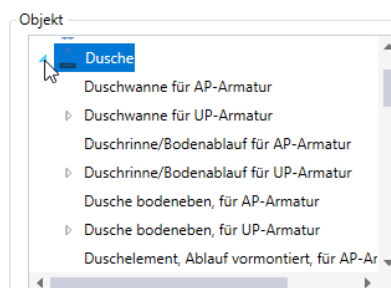 Objekt
Dusche
Duschwanne für AP-Armatur
Duschwanne für UP-Armatur
Duschrinne/Bodenablauf für AP-Armatur
Duschrinne/Bodenablauf für UP-Armatur
Dusche bodeneben, für AP-Armatur
Dusche bodeneben, für UP-Armatur
Duschelement, Ablauf vormontiert, für AP-Ar